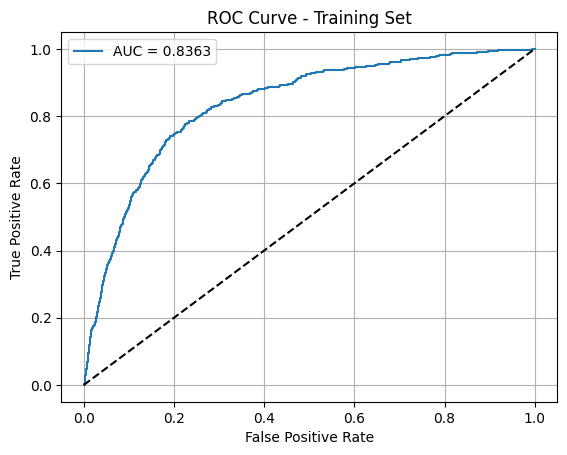 ROC Curve - Training Set
AUC = 0.8363
True Positive Rate
1.0
0.8
0.6
0.4
0.2
0.0
0.0 0.2 0.4 0.6 0.8 1.0
False Positive Rate